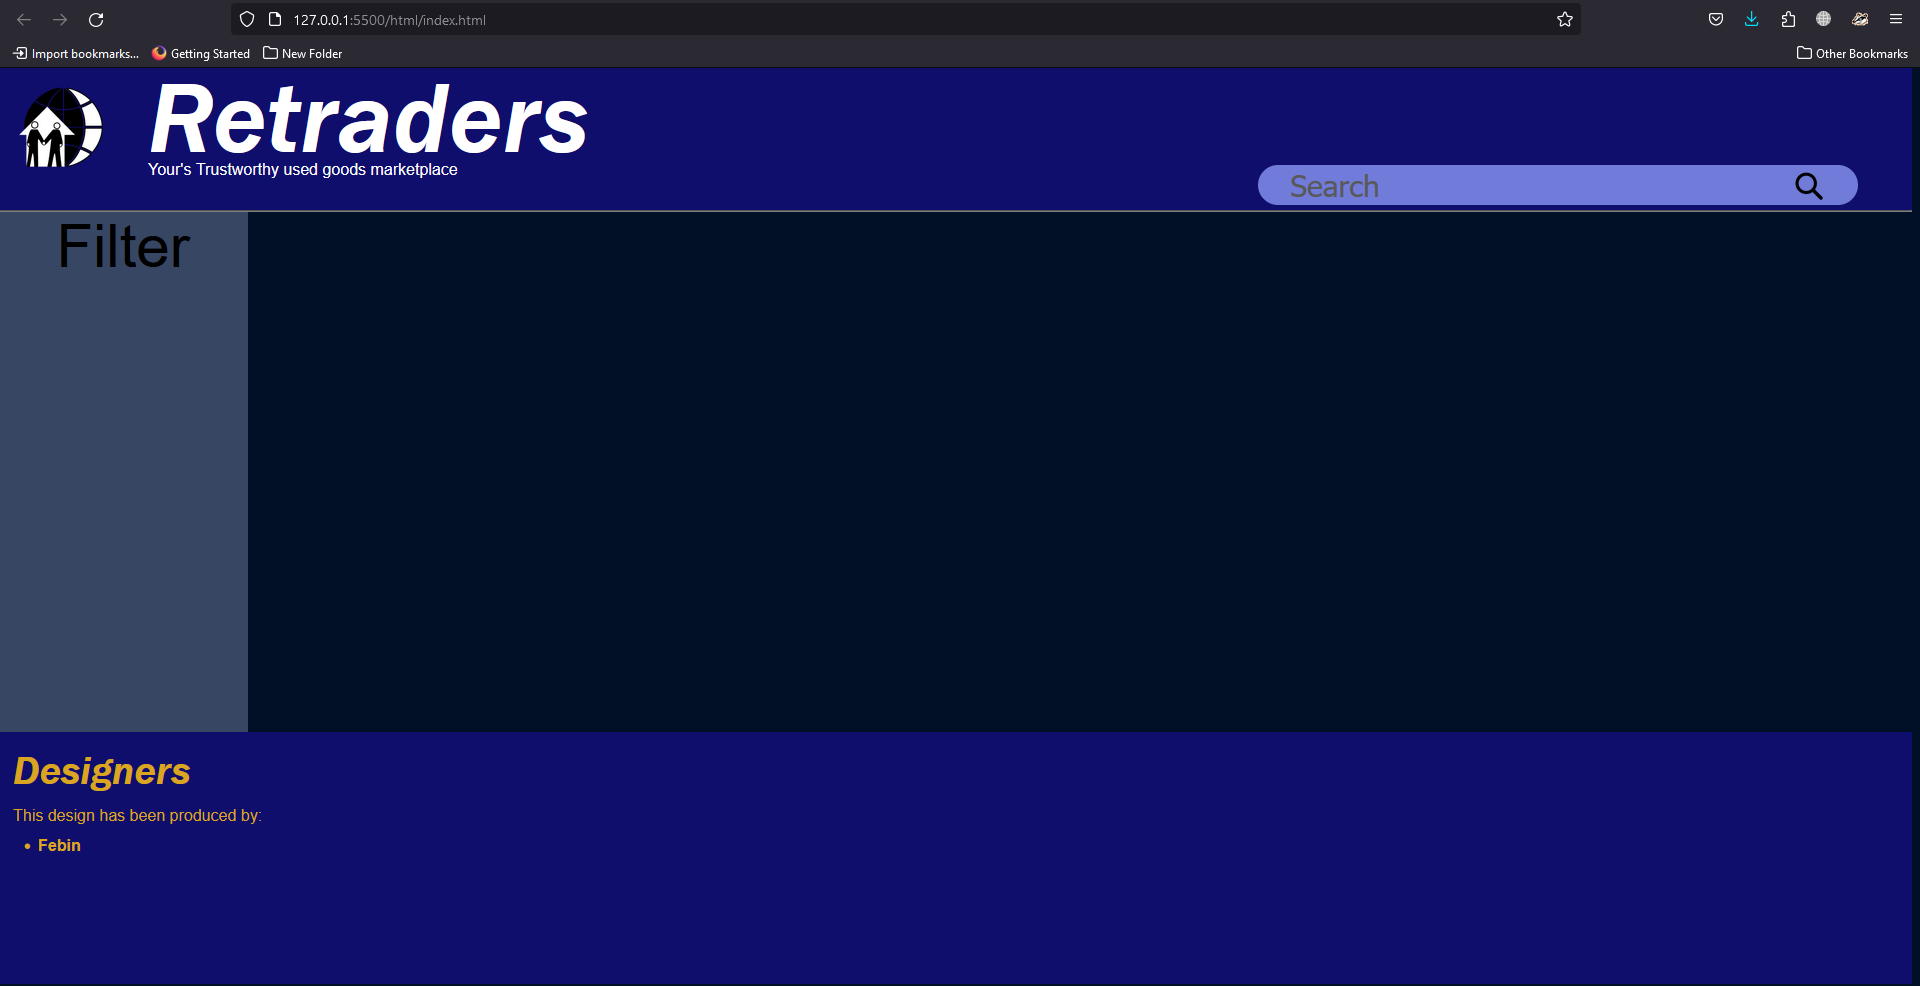 127.0.0.1:5500/html/index.html
Import bookmarks... Getting Started New Folder Other Bookmarks
Retraders
Your's Trustworthy used goods marketplace
Search
Filter
Designers
This design has been produced by:
• Febin